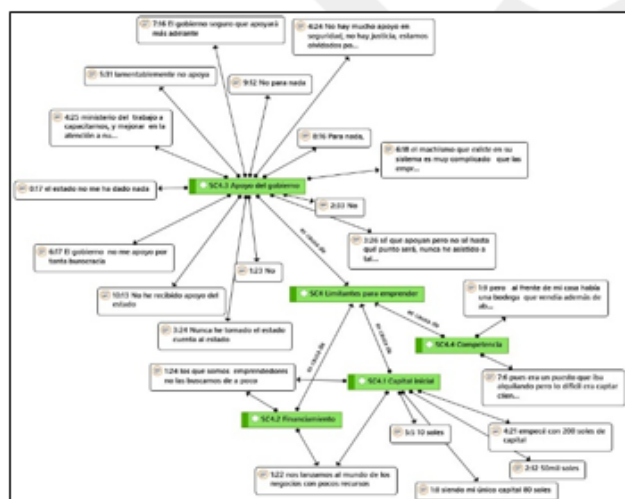 7:16 El gobierno seguro que apoyará
más adelante
4:24 No hay mucho apoyo en
seguridad, no hay justicia, estamos
olvidados po...
5:31 lamentablemente no apoya
9:12 No para nada
4:25 ministerio del trabajo a
capacitarnos, y mejorar en la
atención a nu...
8:16 Para nada,
6:18 el machismo que existe en su
sistema es muy complicado que las
empr...
0:17 el estado no me ha dado nada
SC4.3 Apoyo del gobierno
2:33 No
3:26 sé que apoyan pero no sé hasta
qué punto será, nunca he asistido a
tal...
6:17 El gobierno no me apoya por
tanta burocracia
1:23 No
10:13 No he recibido apoyo del
estado
es causa de
SC4 Limitantes para emprender
1:9 pero al frente de mi casa había
una bodega que vendía además de
ab...
3:24 Nunca he tomado el estado
cuenta al estado
es causa de
es causa de
es causa de
SC4.4 Competencia
1:24 los que somos emprendedores
no las buscamos de a poco
SC4.1 Capital inicial
7:6 pues era un puesto que iba
alquilando pero lo difícil era captar
clien...
SC4.2 Financiamiento
10 soles
4:21 empecé con 200 soles de
capital
2:12 50mil soles
1:22 nos lanzamos al mundo de los
negocios con pocos recursos
1:8 siendo mi único capital 80 soles